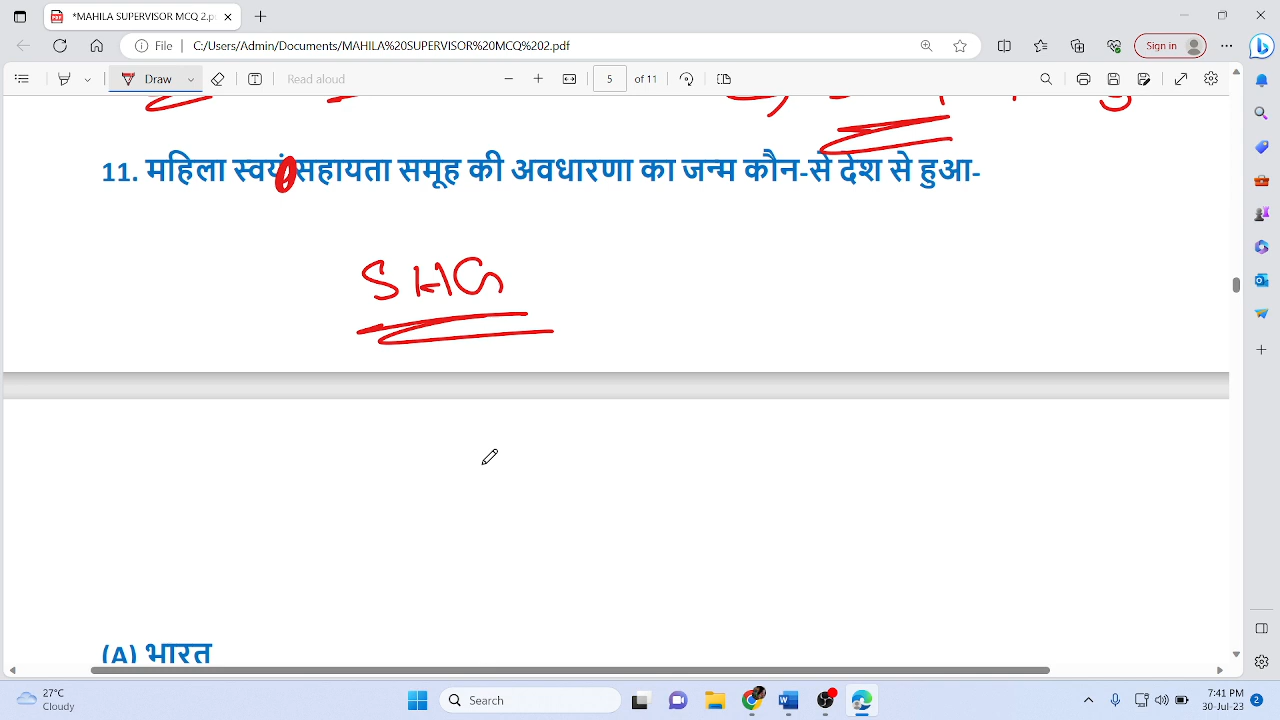 *MAHILA SUPERVISOR MCQ 2.p
File C:/Users/Admin/Documents/MAHILA%20SUPERVISOR%20MCQ%202.pdf Sign in
Draw Read aloud 5 of 11
11. महिला स्वयं सहायता समूह की अवधारणा का जन्म कौन-से देश से हुआ-
SHG
(A) भारत
27°C
Cloudy
Search
7:41 PM
30-Jul-23
2